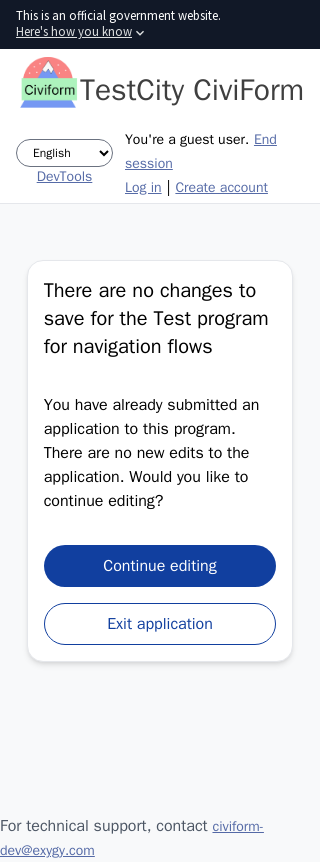 This is an official government website.
Here's how you know
Civiform
TestCity CiviForm
English
DevTools
You're a guest user. End
session
Log in | Create account
There are no changes to
save for the Test program
for navigation flows
You have already submitted an
application to this program.
There are no new edits to the
application. Would you like to
continue editing?
Continue editing
Exit application
For technical support, contact civiform-
dev@exygy.com